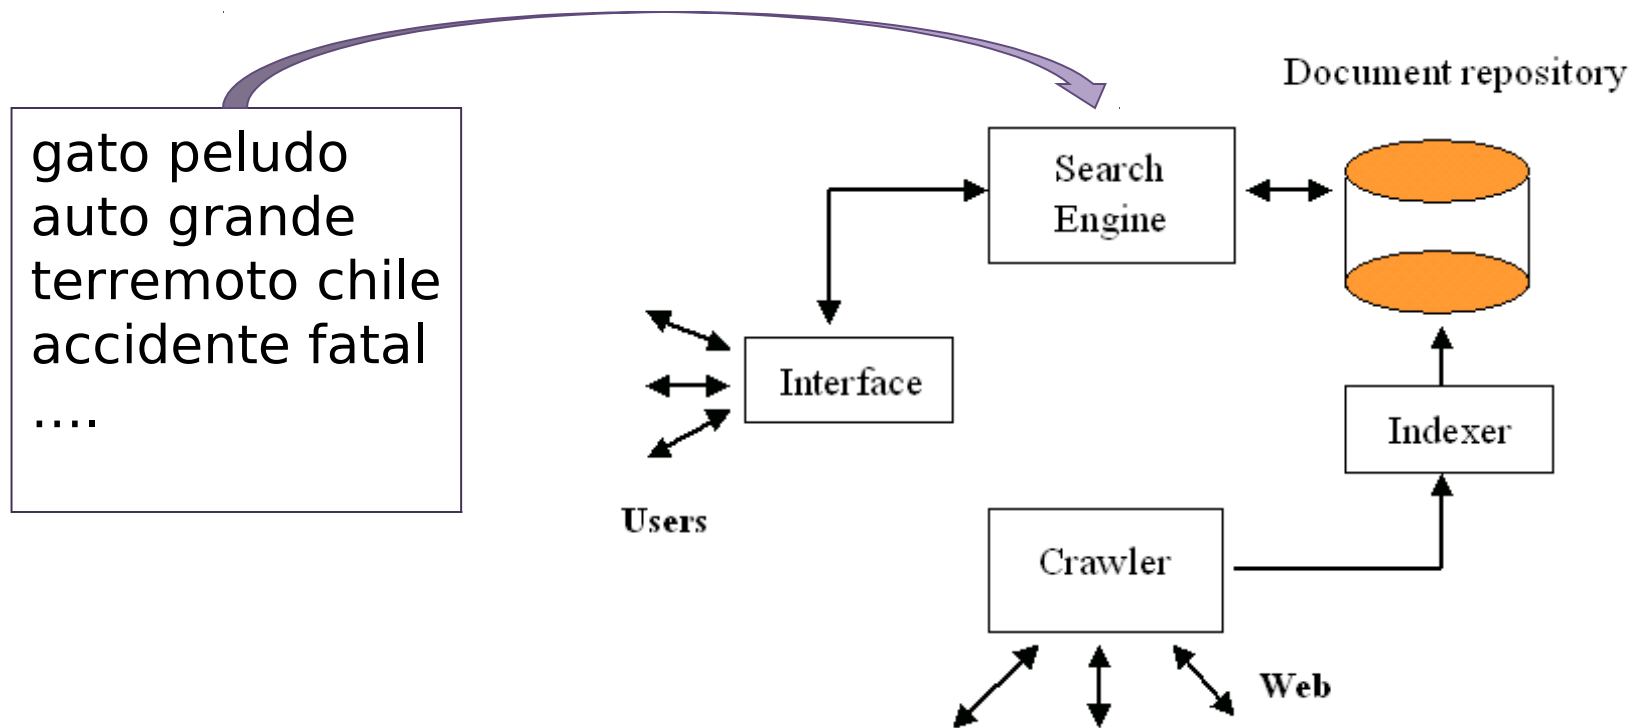 gato peludo
auto grande
terremoto chile
accidente fatal
....
Document repository
Search
Engine
Interface
Indexer
Users
Crawler
Web